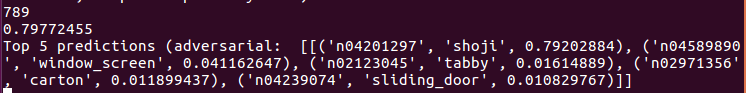 789
0.79772455
Top 5 predictions (adversarial:  [[('n04201297', 'shoji', 0.79202884), ('n04589890
', 'window_screen', 0.041162647), ('n02123045', 'tabby', 0.01614889), ('n02971356'
, 'carton', 0.011899437), ('n04239074', 'sliding_door', 0.010829767)]]